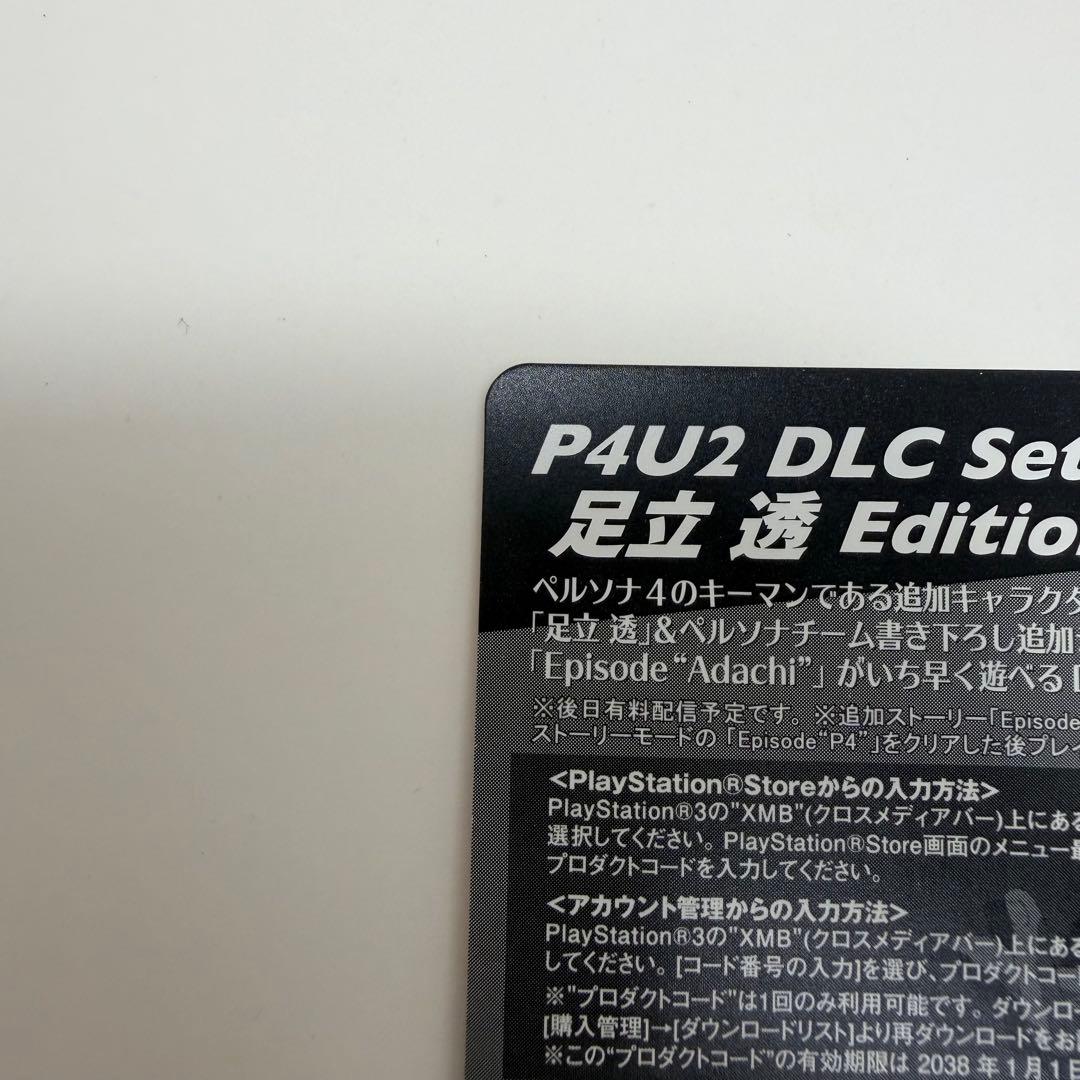 P4U2 DLC Set
足立 透 Edition
ペルソナ4のキーマンである追加キャラクタ
「足立 透」&ペルソナチーム書き下ろし追加
「Episode “Adachi”」がいち早く遊べる
※後日有料配信予定です。※追加ストーリー「Episode
ストーリーモードの「Episode“P4”」をクリアした後プレイ
<PlayStation®Storeからの入力方法>
PlayStation®3の"XMB"(クロスメディアバー)上にある
選択してください。PlayStation®Store画面のメニュー最
プロダクトコードを入力してください。
<アカウント管理からの入力方法>
PlayStation®3の"XMB"(クロスメディアバー)上にある
してください。[コード番号の入力]を選び、プロダクトコー
※"プロダクトコード"は1回のみ利用可能です。ダウンロー
[購入管理]→[ダウンロードリスト]より再ダウンロードをお
※この“プロダクトコード”の有効期限は 2038 年1月1日